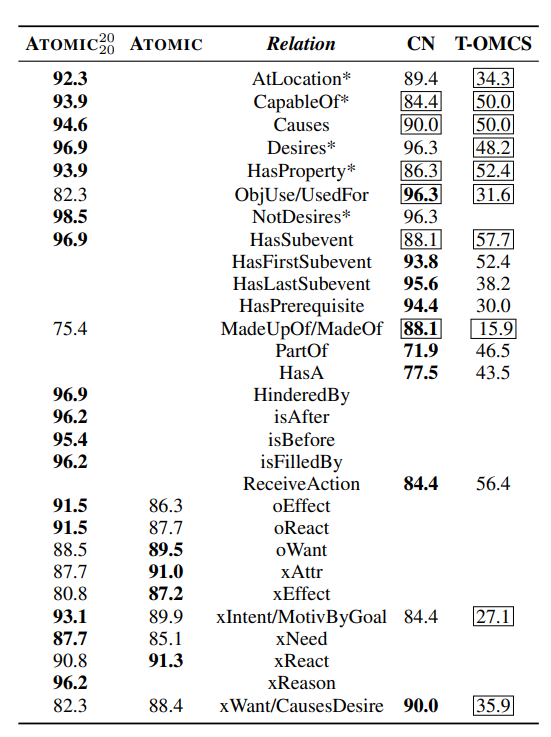 ATOMIC 20 20 ATOMIC Relation CN T-OMCS
92.3 AtLocation* 89.4 34.3
93.9 CapableOf* 84.4 50.0
94.6 Causes 90.0 50.0
96.9 Desires* 96.3 48.2
93.9 HasProperty* 86.3 52.4
82.3 ObjUse/UsedFor 96.3 31.6
98.5 NotDesires* 96.3
96.9 HasSubevent 88.1 57.7
HasFirstSubevent 93.8 52.4
HasLastSubevent 95.6 38.2
HasPrerequisite 94.4 30.0
75.4 MadeUpOf/MadeOf 88.1 15.9
PartOf 71.9 46.5
HasA 77.5 43.5
96.9 HinderedBy
96.2 isAfter
95.4 isBefore
96.2 isFilledBy
ReceiveAction 84.4 56.4
91.5 86.3 oEffect
91.5 87.7 oReact
88.5 89.5 oWant
87.7 91.0 xAttr
80.8 87.2 xEffect
93.1 89.9 xIntent/MotivByGoal 84.4 27.1
87.7 85.1 xNeed
90.8 91.3 xReact
96.2 xReason
82.3 88.4 xWant/CausesDesire 90.0 35.9